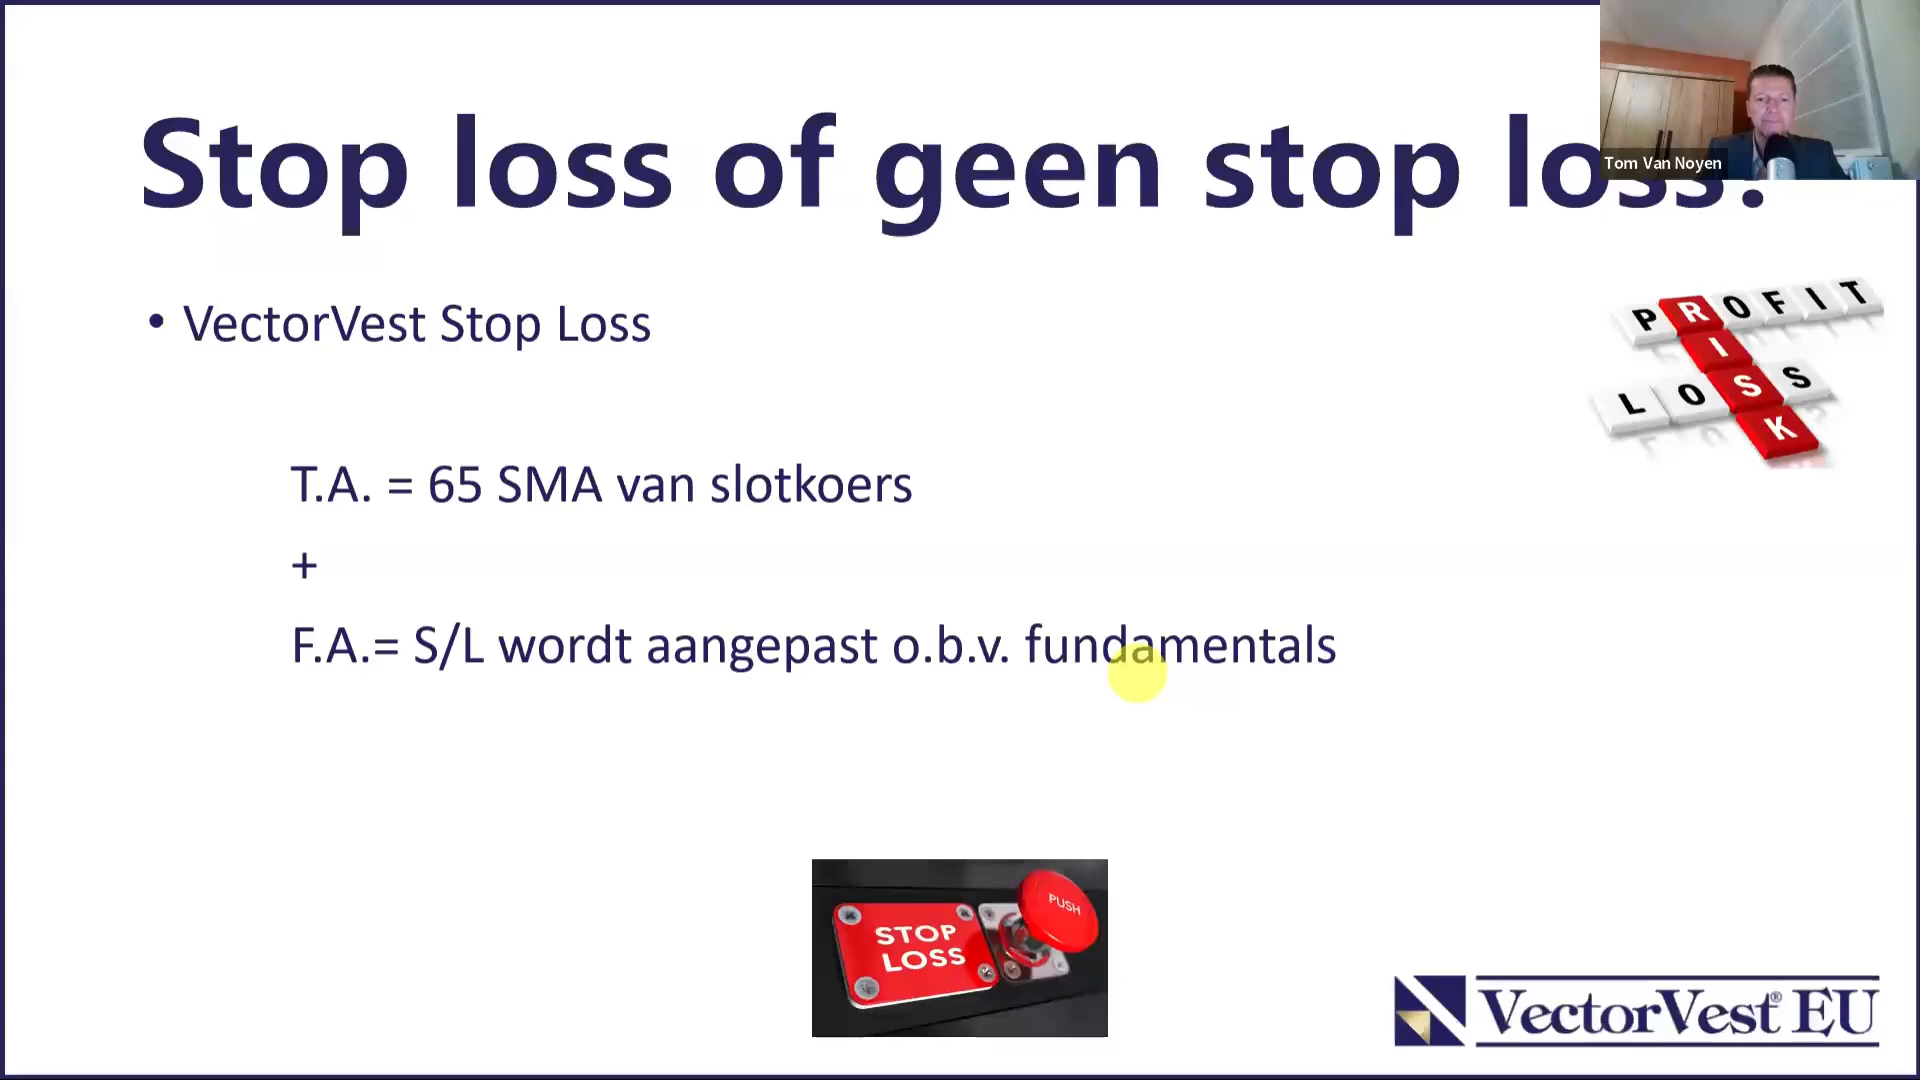 Stop loss of geen stop loss?
Tom Van Noyen
• VectorVest Stop Loss
PROFIT
RISK
LOSS
T.A. = 65 SMA van slotkoers
+
F.A.= S/L wordt aangepast o.b.v. fundamentals
STOP
LOSS
PUSH
VectorVest® EU